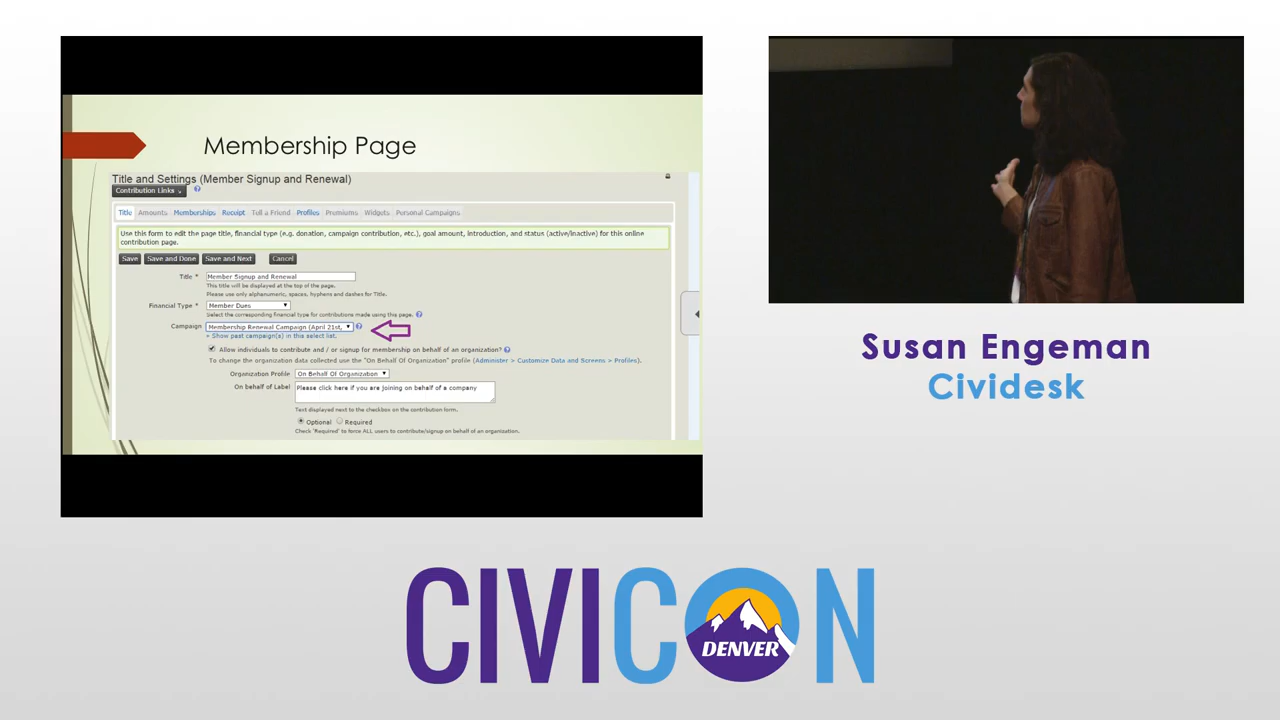 Membership Page
Title and Settings (Member Signup and Renewal)
Contribution Links
Title Amounts Memberships Receipt Tell a Friend Profiles Premiums Widgets Personal Campaigns
Use this form to edit the page title, financial type (e.g. donation, campaign contribution, etc.), goal amount, introduction, and status (active/inactive) for this online
contribution page.
Save Save and Done Save and Next Cancel
Title * Member Signup and Renewal
This title will be displayed at the top of the page.
Please use only alphanumeric, spaces, hyphens and dashes for Title.
Financial Type * Member Dues
Select the corresponding financial type for contributions made using this page.
Campaign Membership Renewal Campaign (April 21st,
» Show past campaign(s) in this select list.
Allow individuals to contribute and / or signup for membership on behalf of an organization?
To change the organization data collected use the "On Behalf Of Organization" profile (Administer > Customize Data and Screens > Profiles).
Organization Profile On Behalf Of Organization
On behalf of Label Please click here if you are joining on behalf of a company
Text displayed next to the checkbox on the contribution form.
Optional Required
Check 'Required' to force ALL users to contribute/signup on behalf of an organization.
Susan Engeman
Cividesk
CIVICON
DENVER